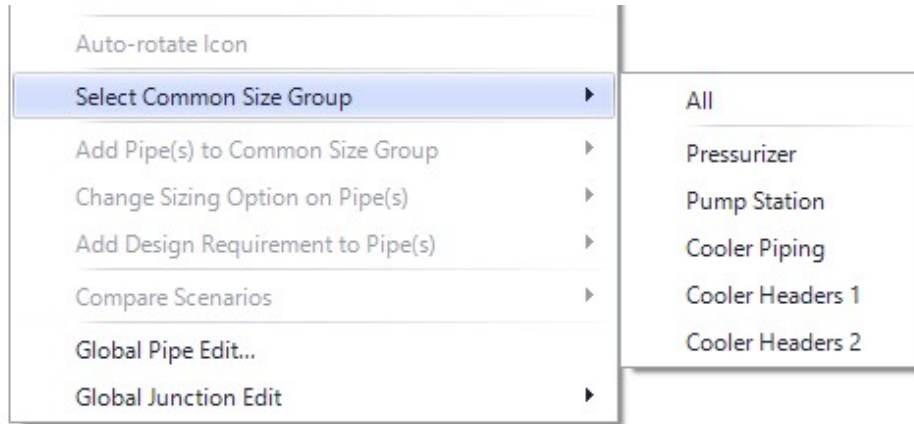 Auto-rotate Icon
Select Common Size Group
Add Pipe(s) to Common Size Group
Change Sizing Option on Pipe(s)
Add Design Requirement to Pipe(s)
Compare Scenarios
Global Pipe Edit...
Global Junction Edit
All
Pressurizer
Pump Station
Cooler Piping
Cooler Headers 1
Cooler Headers 2